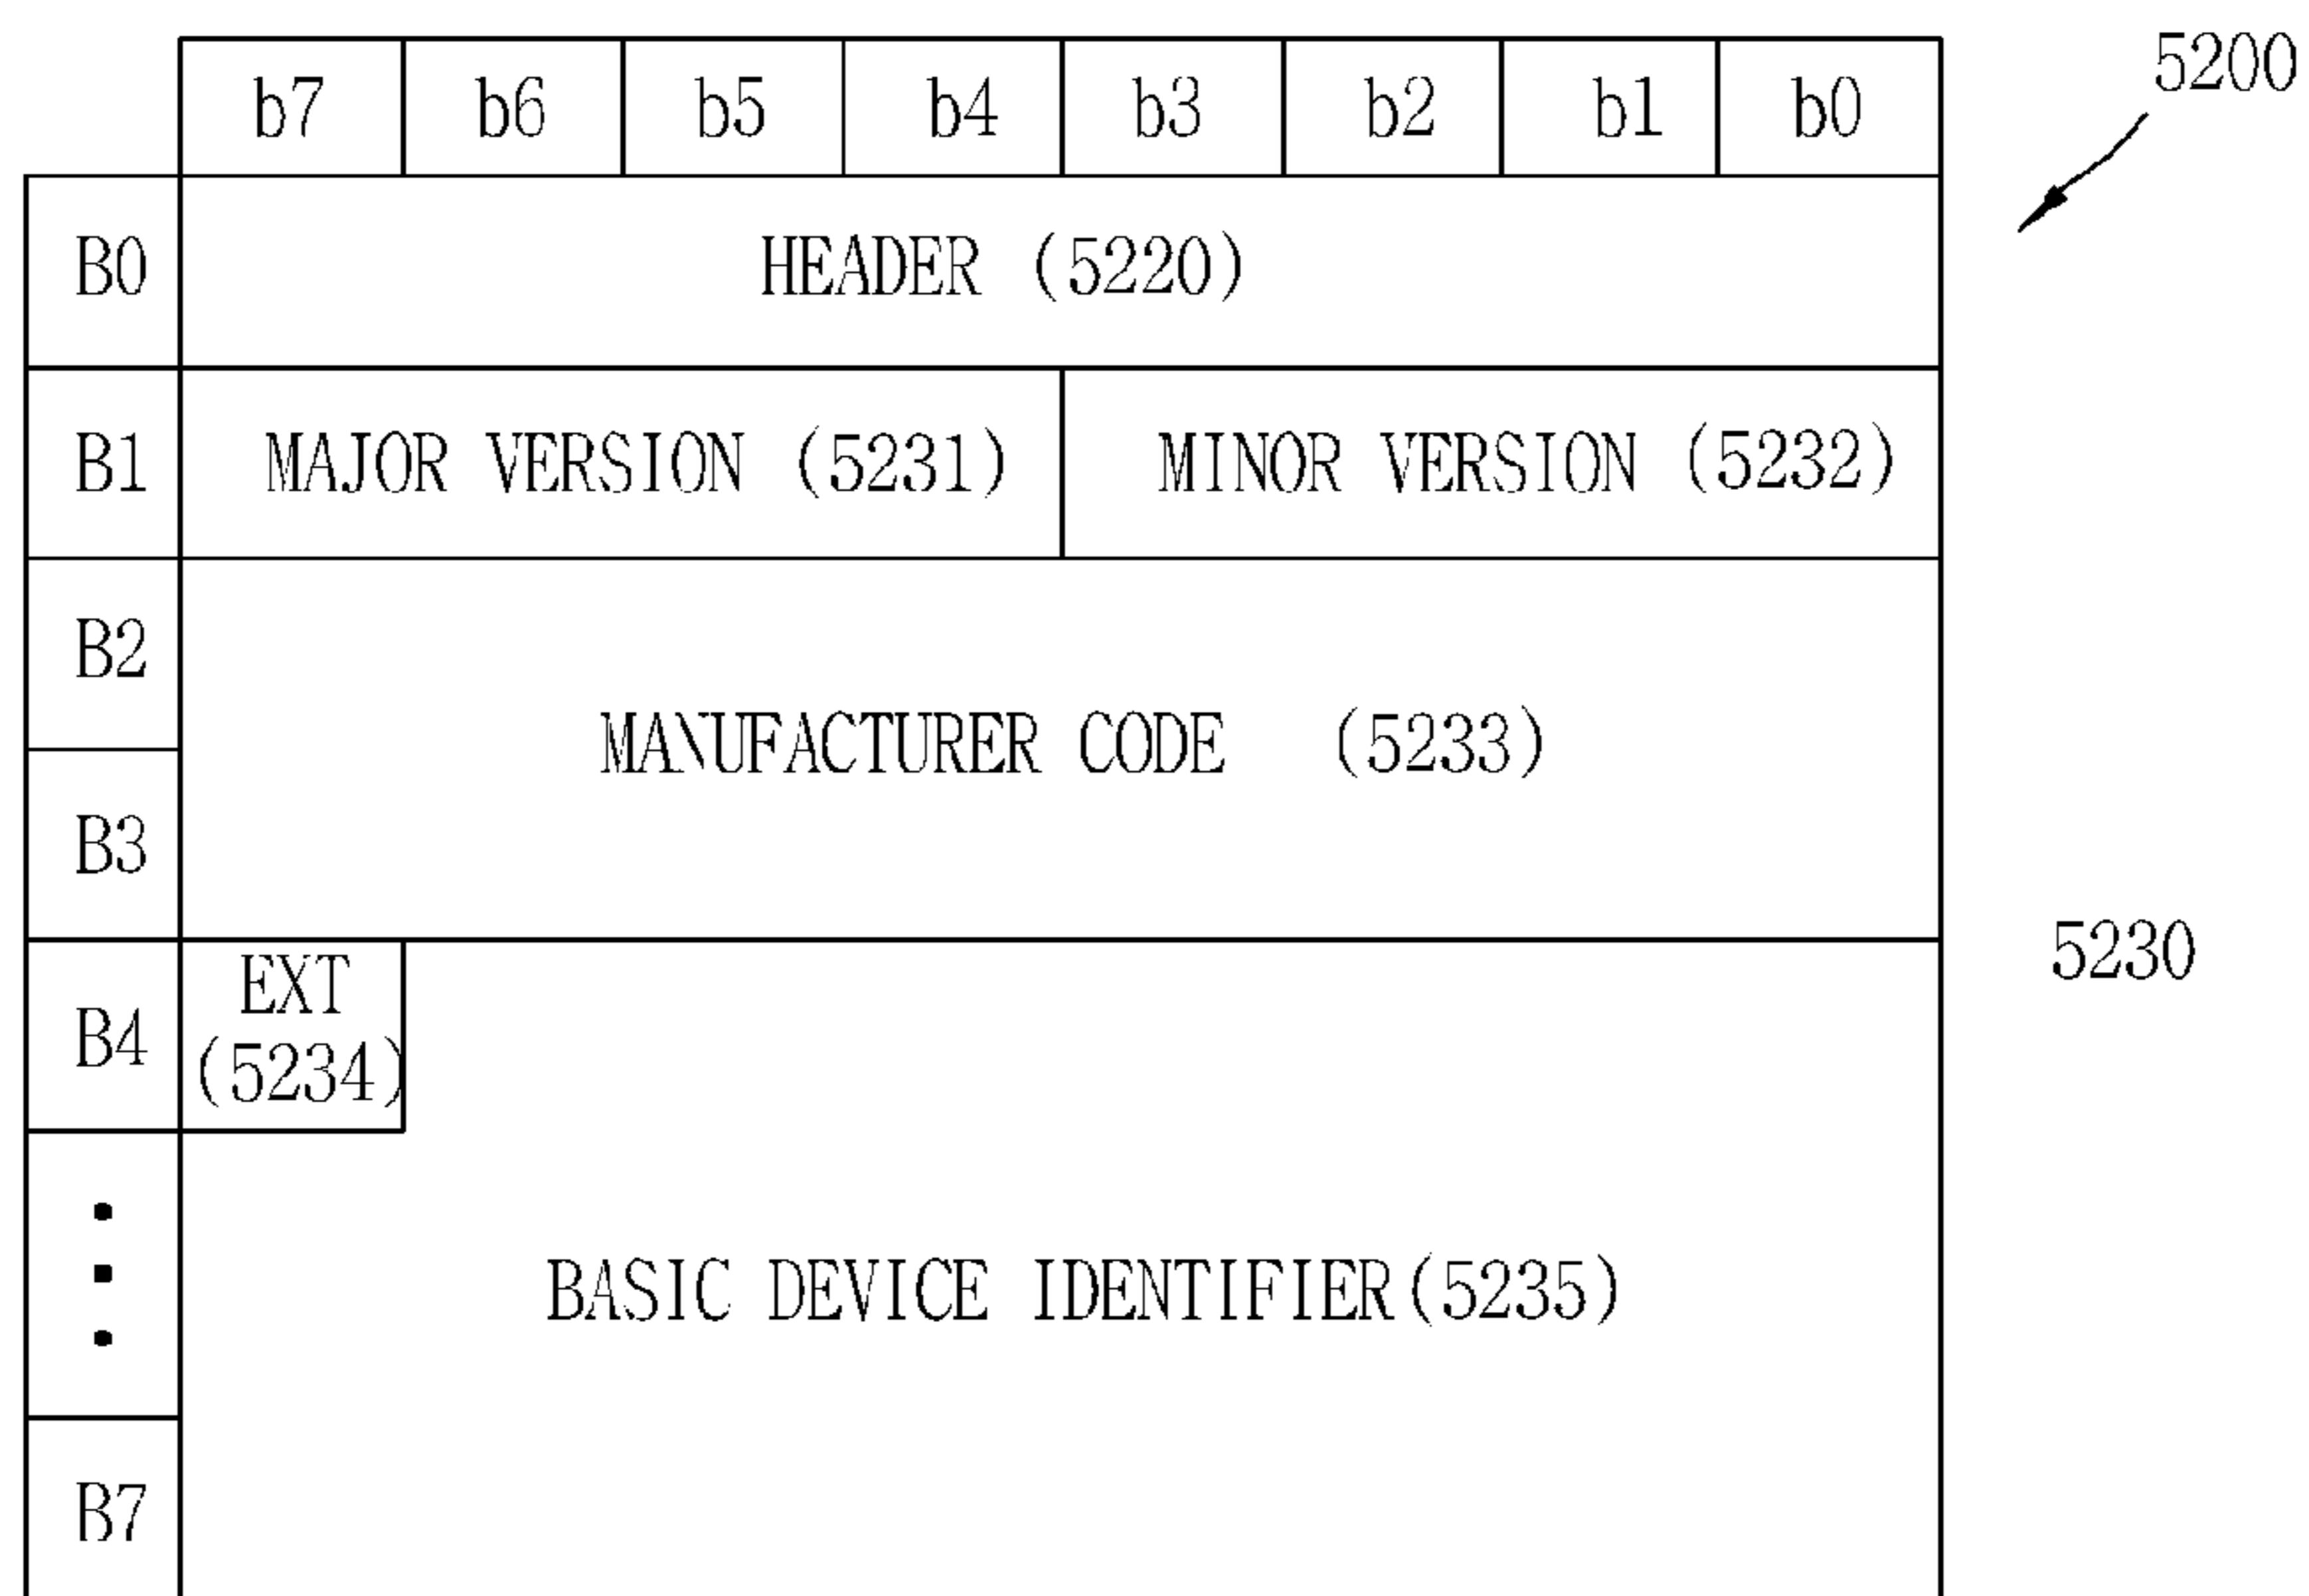 5200
b7 b6 b5 b4 b3 b2 b1 b0
B0 HEADER (5220)
B1 MAJOR VERSION (5231) MINOR VERSION (5232)
B2
MANUFACTURER CODE (5233)
B3
5230
B4 EXT
(5234)
BASIC DEVICE IDENTIFIER(5235)
B7